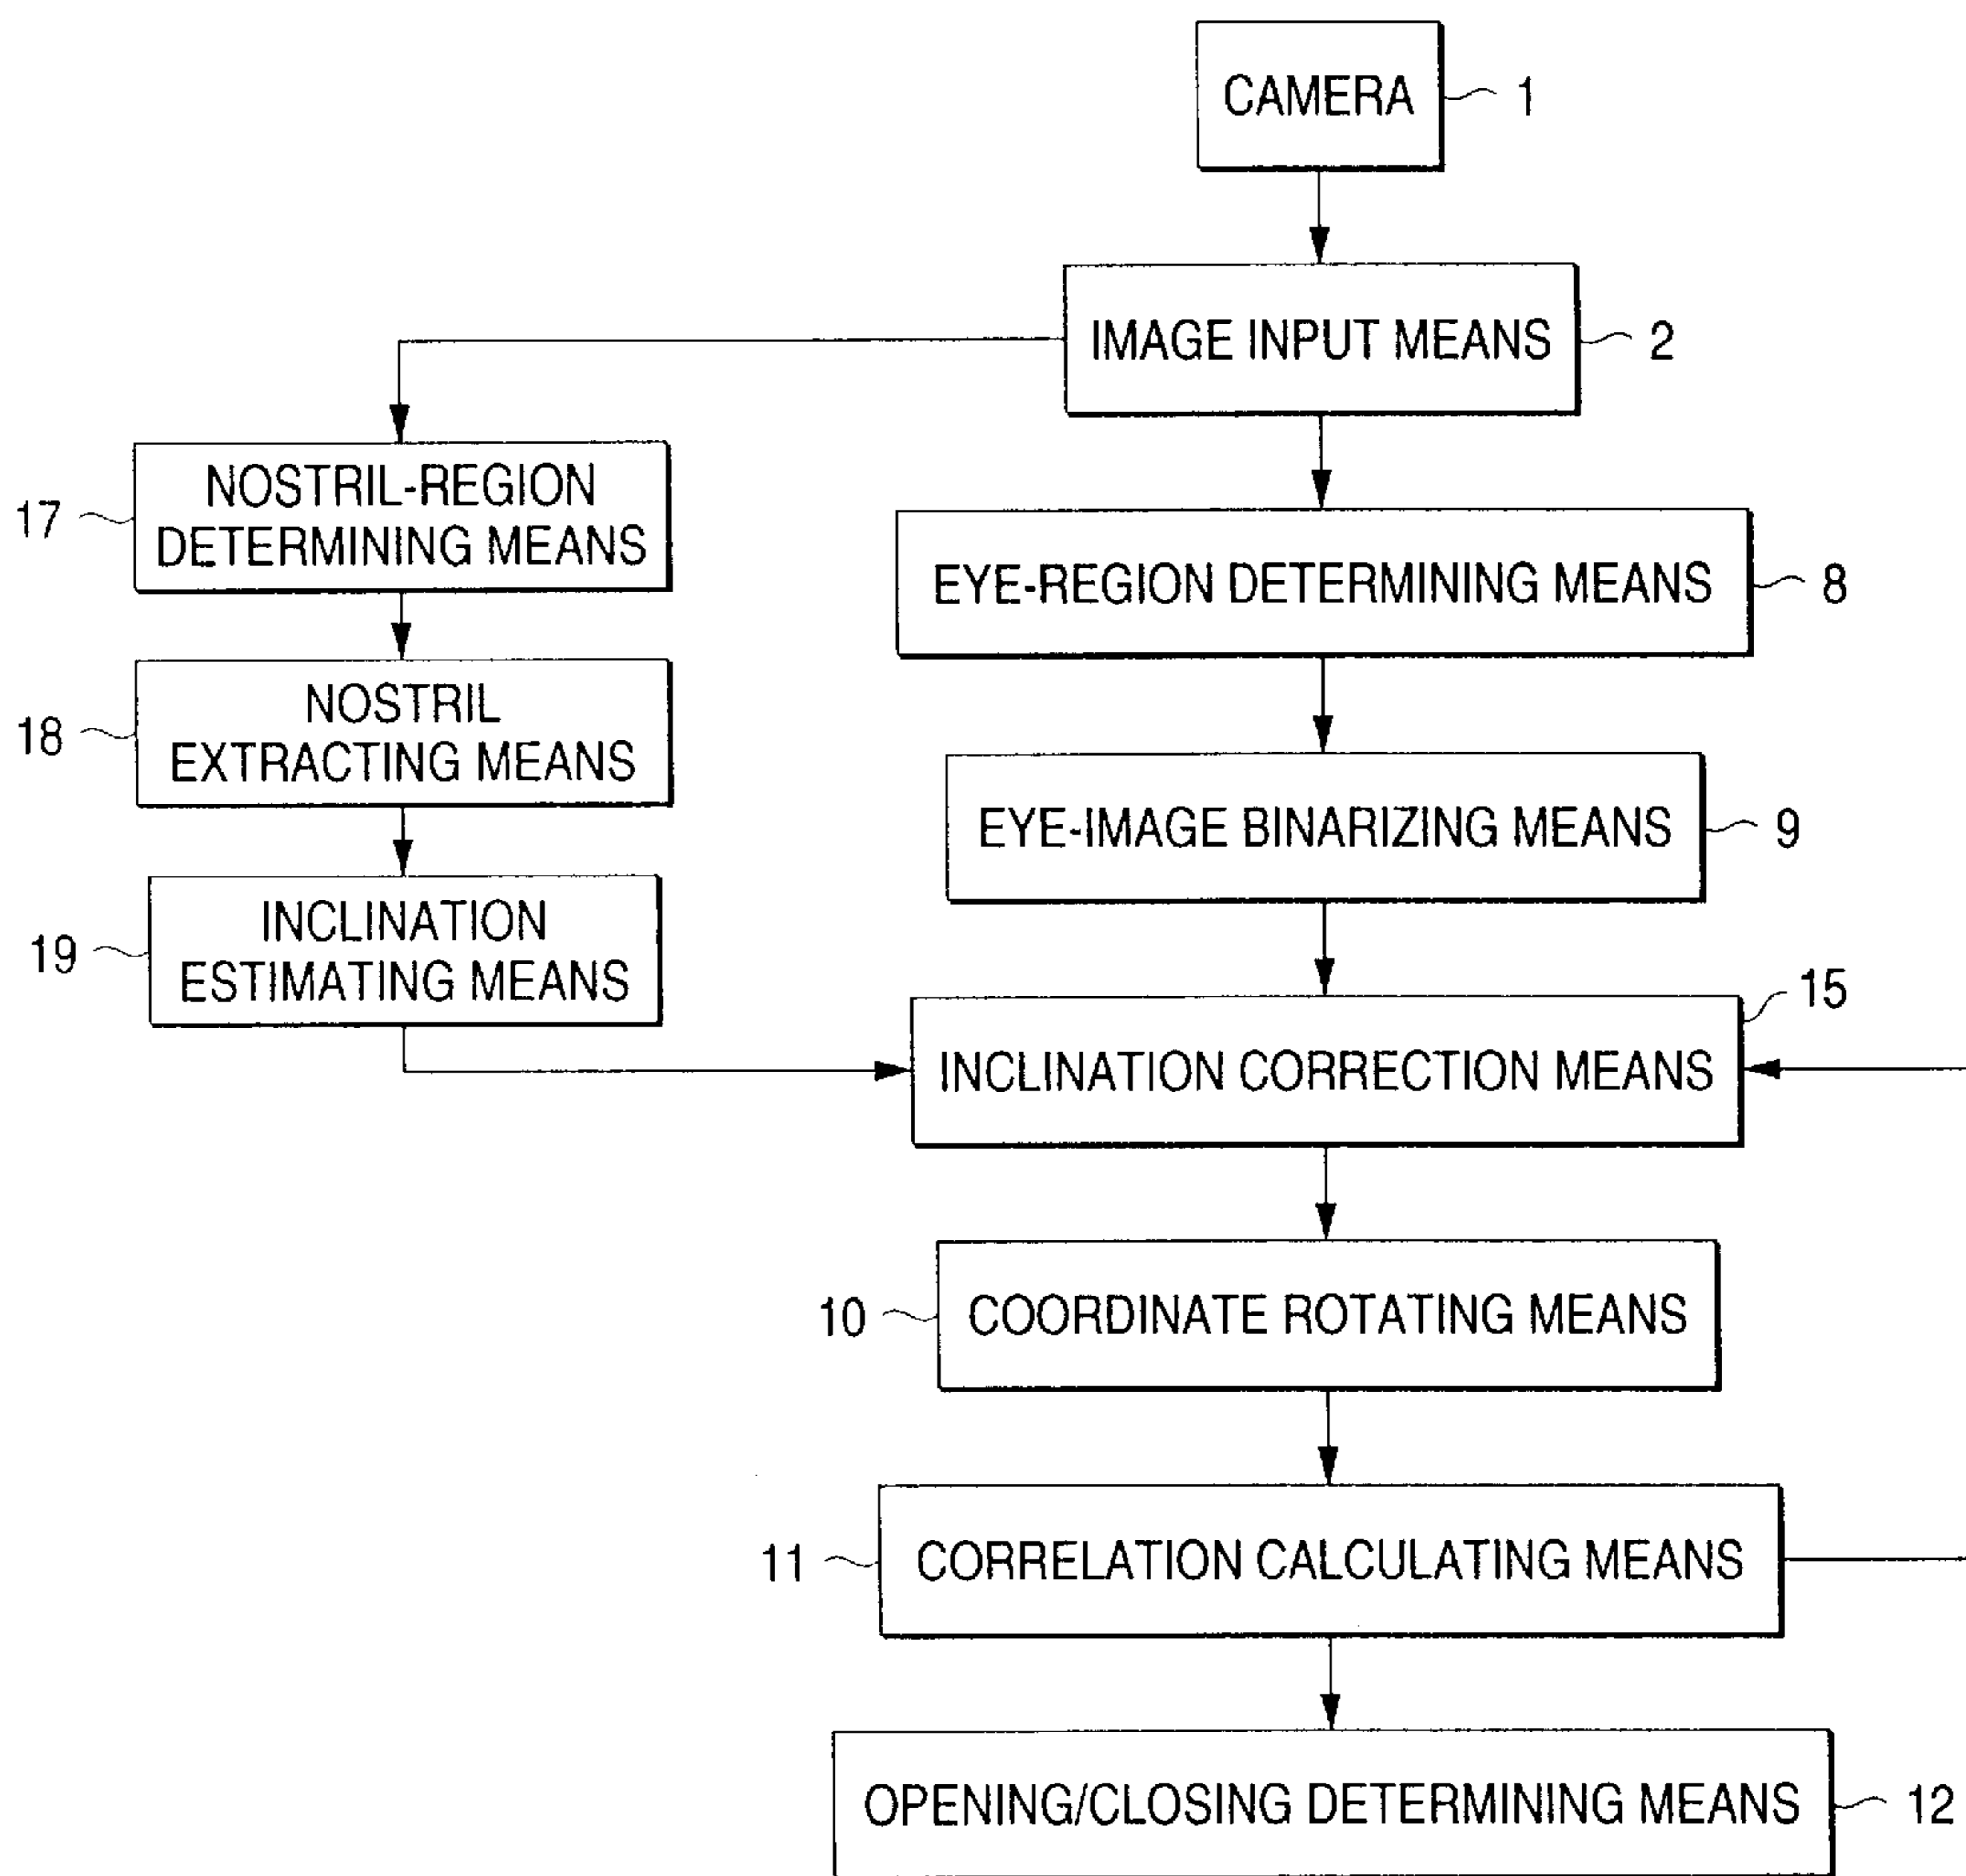 CAMERA
1
IMAGE INPUT MEANS
2
NOSTRIL-REGION
DETERMINING MEANS
17
EYE-REGION DETERMINING MEANS
8
NOSTRIL
EXTRACTING MEANS
18
EYE-IMAGE BINARIZING MEANS
9
INCLINATION
ESTIMATING MEANS
19
INCLINATION CORRECTION MEANS
15
10
COORDINATE ROTATING MEANS
11
CORRELATION CALCULATING MEANS
OPENING/CLOSING DETERMINING MEANS
12